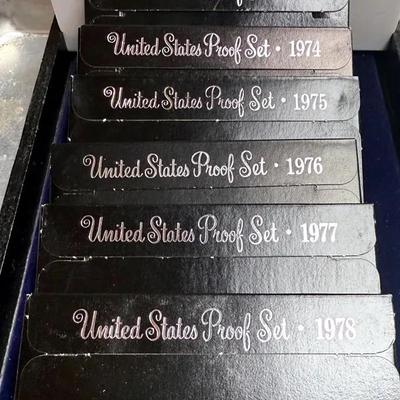 United States Proof Set · 1974
United States Proof Set · 1975
United States Proof Set · 1976
United States Proof Set · 1977
United States Proof Set · 1978